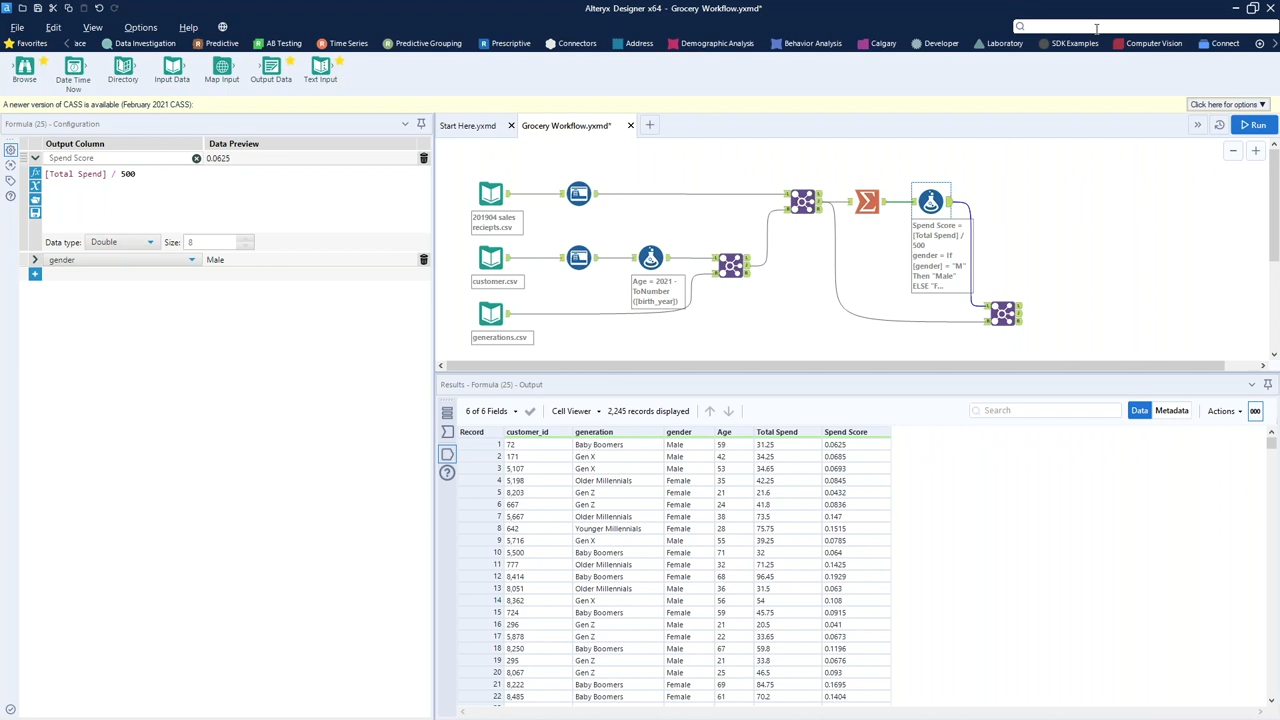 Alteryx Designer x64 - Grocery Workflow.yxmd*
File Edit View Options Help
Favorites ace Data Investigation Predictive AB Testing Time Series Predictive Grouping Prescriptive Connectors Address Demographic Analysis Behavior Analysis Calgary Developer Laboratory SDK Examples Computer Vision Connect
Browse Date Time Now Directory Input Data Map Input Output Data Text Input
A newer version of CASS is available (February 2021 CASS): Click here for options ▼
Formula (25) - Configuration
Start Here.yxmd Grocery Workflow.yxmd*
Run
Output Column Data Preview
Spend Score 0.0625
[Total Spend] / 500
Data type: Double Size: 8
gender Male
201904 sales
reciepts.csv
customer.csv
generations.csv
Age = 2021 -
ToNumber
([birth_year])
Spend Score =
[Total Spend] /
500
gender = If
[gender] = "M"
Then "Male"
ELSE "F...
Results - Formula (25) - Output
6 of 6 Fields Cell Viewer 2,245 records displayed Search Data Metadata Actions 000
Record customer_id generation gender Age Total Spend Spend Score
1 72 Baby Boomers Male 59 31.25 0.0625
2 171 Gen X Male 42 34.25 0.0685
3 5,107 Gen X Male 53 34.65 0.0693
4 5,198 Older Millennials Female 35 42.25 0.0845
5 8,203 Gen Z Female 21 21.6 0.0432
6 667 Gen Z Female 24 41.8 0.0836
7 5,667 Older Millennials Female 38 73.5 0.147
8 642 Younger Millennials Female 28 75.75 0.1515
9 5,716 Gen X Male 55 39.25 0.0785
10 5,500 Baby Boomers Female 71 32 0.064
11 777 Older Millennials Female 32 71.25 0.1425
12 8,414 Baby Boomers Female 68 96.45 0.1929
13 8,051 Older Millennials Male 36 31.5 0.063
14 8,362 Gen X Male 56 54 0.108
15 724 Baby Boomers Female 59 45.75 0.0915
16 296 Gen Z Male 21 20.5 0.041
17 5,878 Gen Z Female 22 33.65 0.0673
18 8,250 Baby Boomers Male 67 59.8 0.1196
19 295 Gen Z Male 21 33.8 0.0676
20 8,067 Gen Z Male 25 46.5 0.093
21 8,222 Baby Boomers Female 69 84.75 0.1695
22 8,485 Baby Boomers Female 61 70.2 0.1404